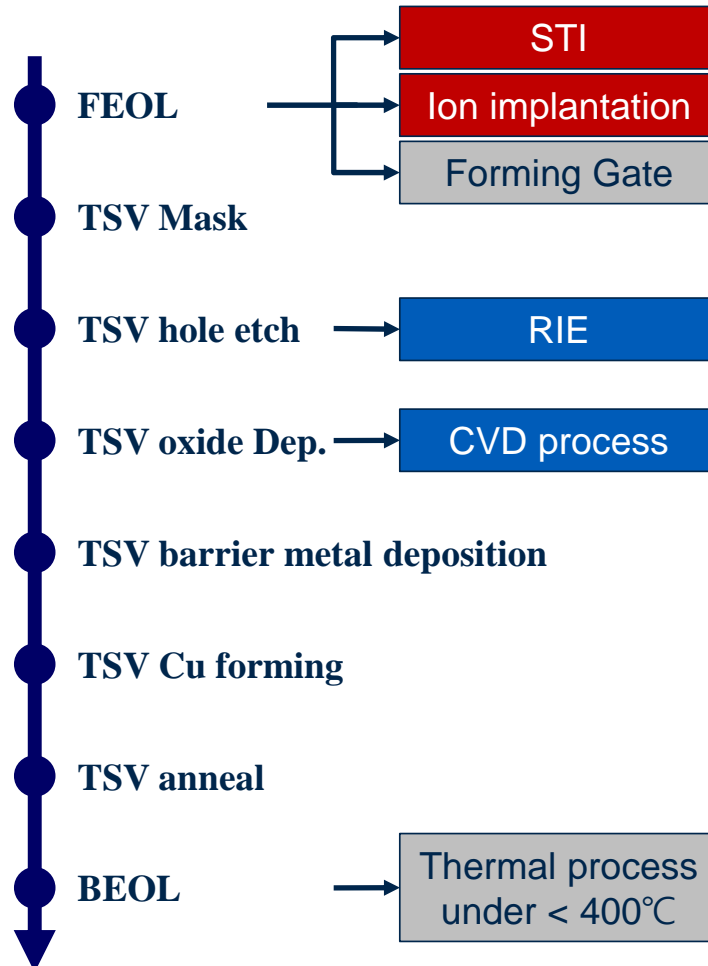 STI
FEOL
Ion implantation
Forming Gate
TSV Mask
TSV hole etch
RIE
TSV oxide Dep.
CVD process
TSV barrier metal deposition
TSV Cu forming
TSV anneal
BEOL
Thermal process
under < 400℃